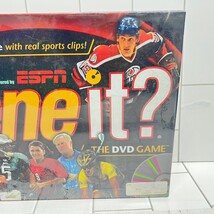 with real sports clips!
ESPN
ne it?
THE DVD GAME